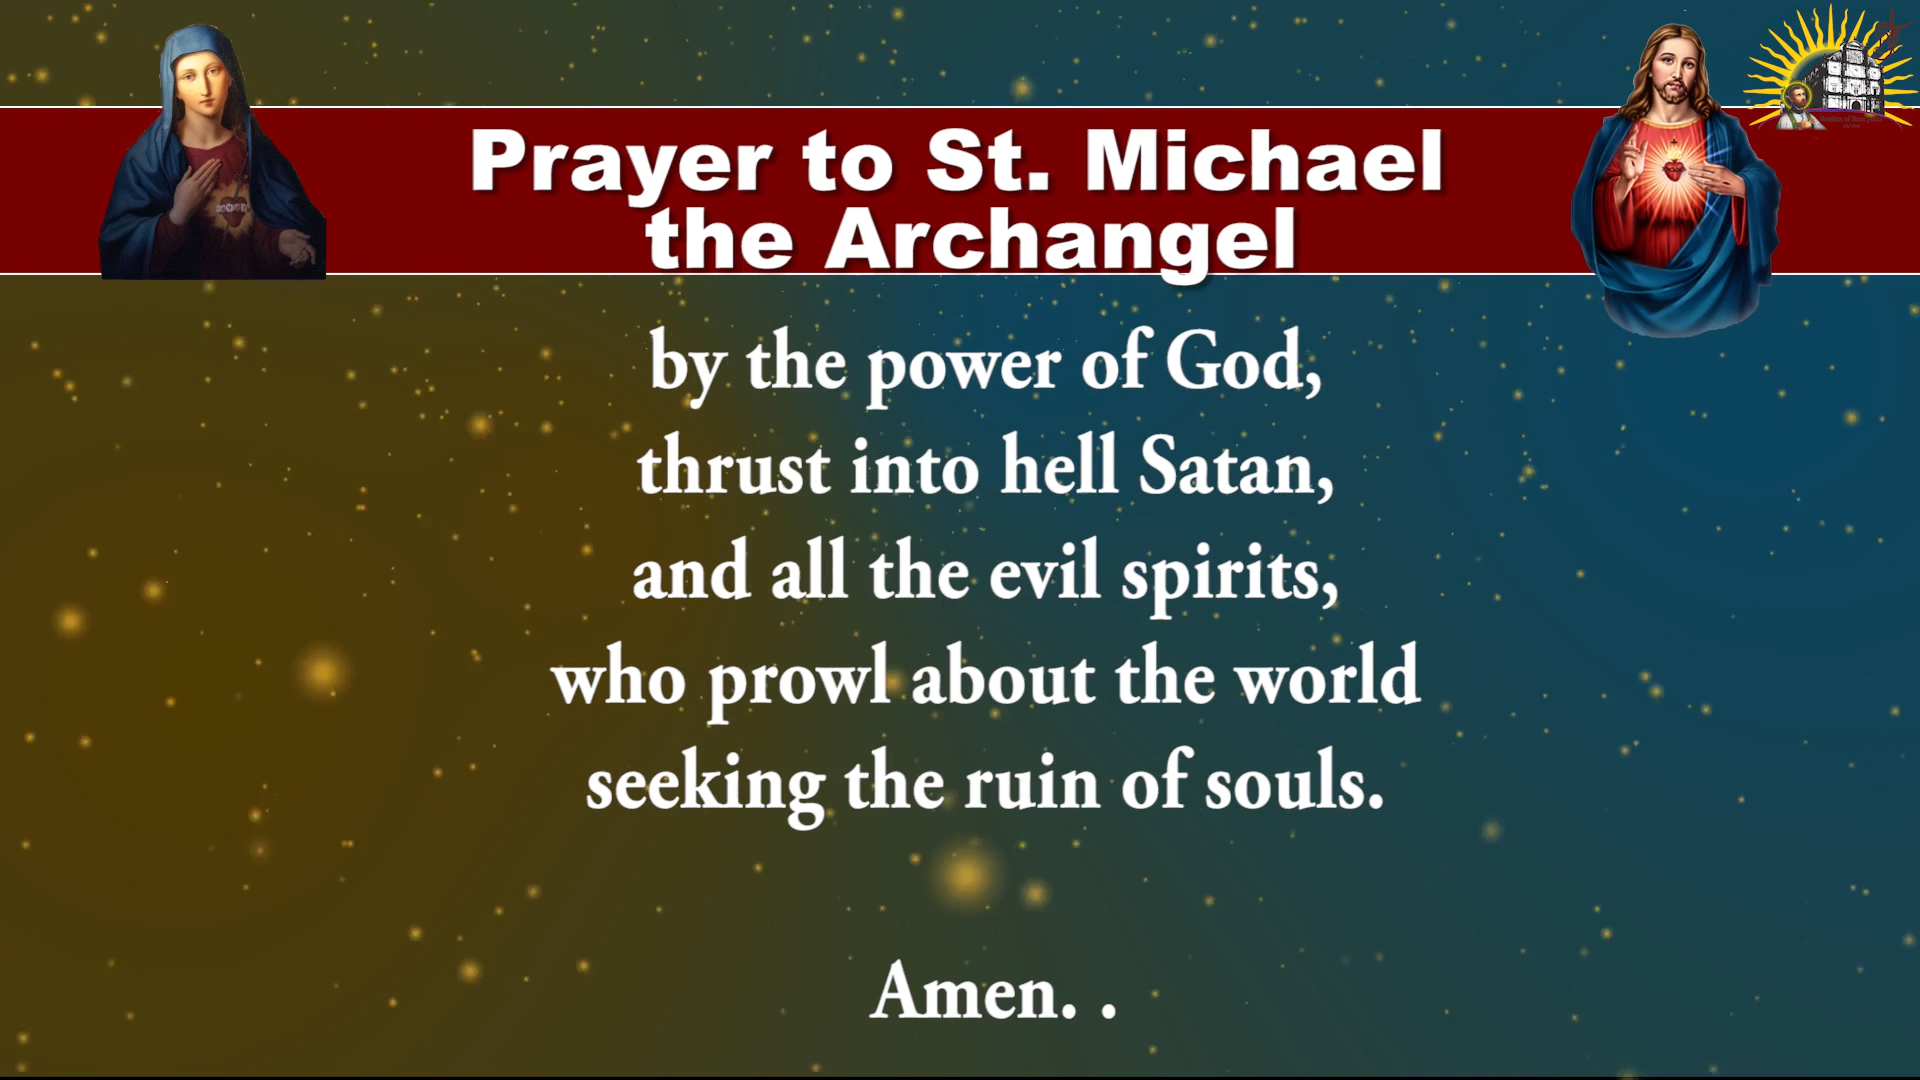 Prayer to St. Michael
the Archangel
by the power of God,
thrust into hell Satan,
and all the evil spirits,
who prowl about the world
seeking the ruin of souls.
Amen. .